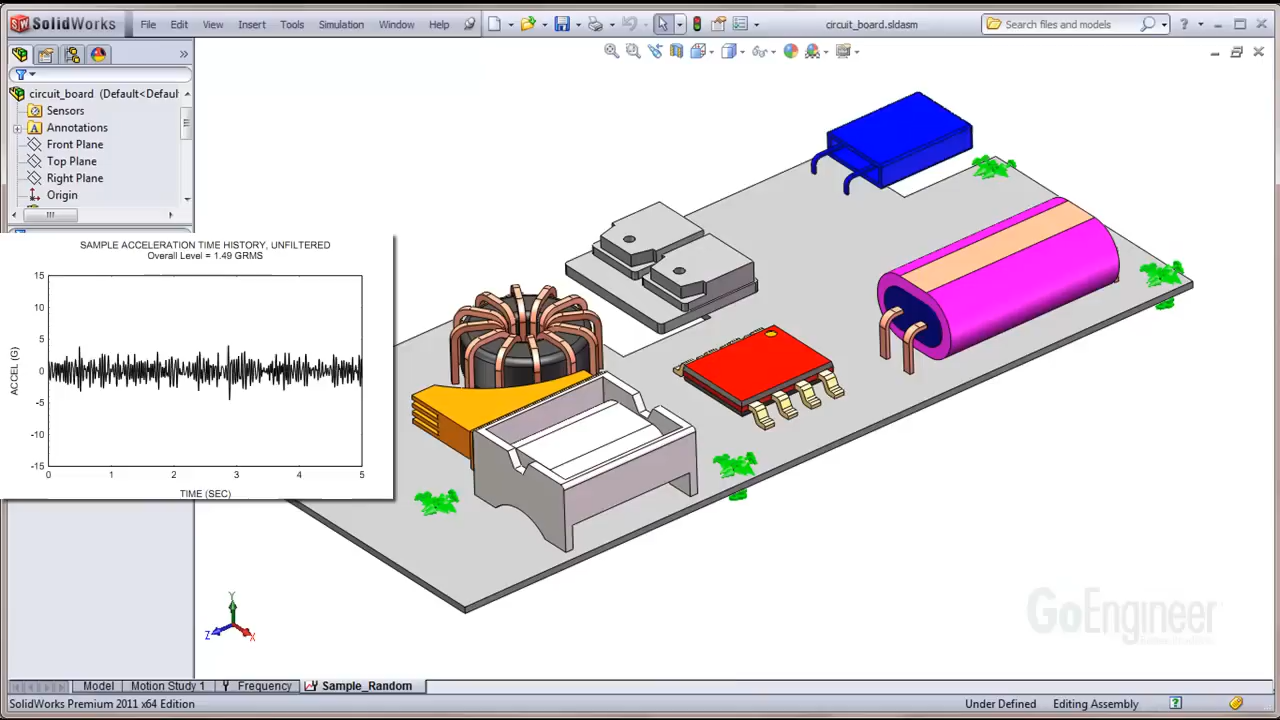 SolidWorks File Edit View Insert Tools Simulation Window Help circuit_board.sldasm Search files and models
circuit_board (Default<Default
Sensors
Annotations
Front Plane
Top Plane
Right Plane
Origin
SAMPLE ACCELERATION TIME HISTORY, UNFILTERED
Overall Level = 1.49 GRMS
15
10
5
0
-5
-10
-15
ACCEL (G)
0 1 2 3 4 5
TIME (SEC)
Y
Z X
GoEngineer
Model Motion Study 1 Frequency Sample_Random
SolidWorks Premium 2011 x64 Edition Under Defined Editing Assembly